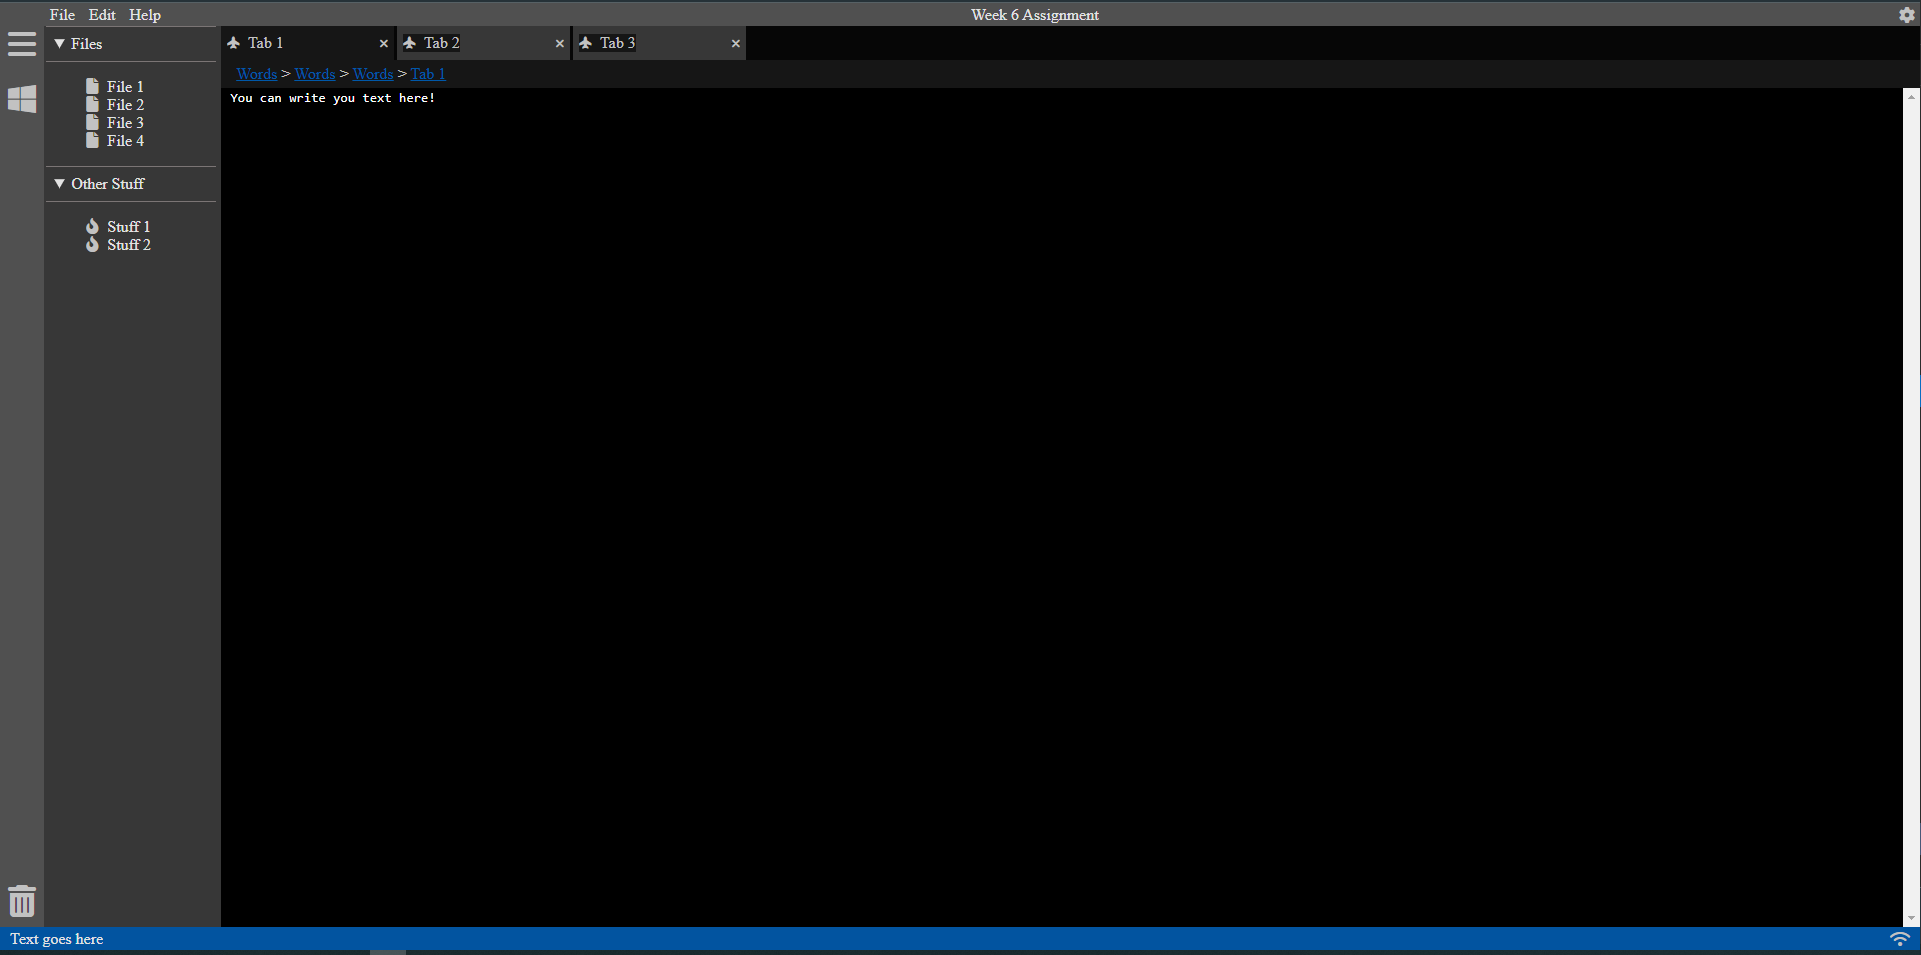 File Edit Help Week 6 Assignment
Files
File 1
File 2
File 3
File 4
Other Stuff
Stuff 1
Stuff 2
Tab 1 × Tab 2 × Tab 3 ×
Words > Words > Words > Tab 1
You can write you text here!
Text goes here